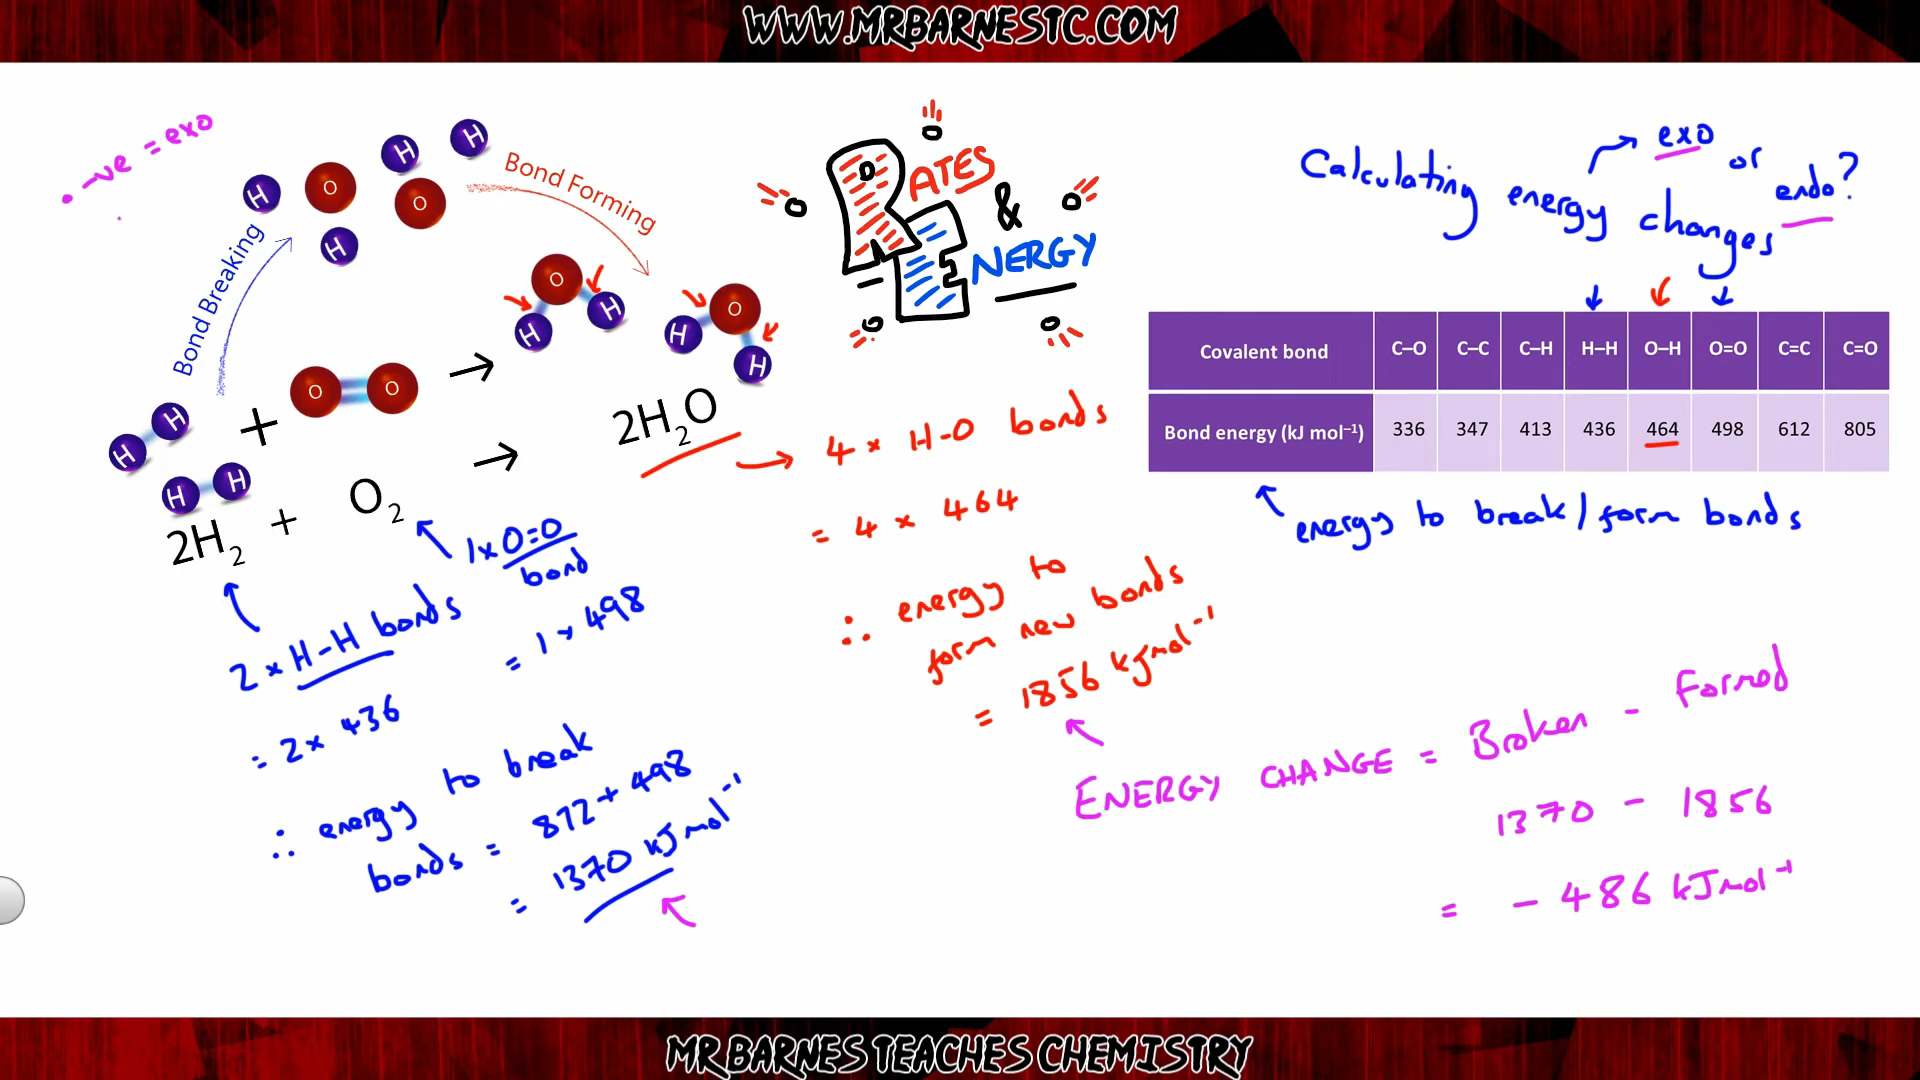 WWW.MRBARNESTC.COM
• -ve = exo
Bond Breaking
Bond Forming
H
O
H
H
O
H
O
H
H
O
H
H
H H
H H
+
O O
→
2H₂ + O₂ → 2H₂O
RATES
&
ENERGY
Calculating energy changes
→ exo or endo?
Covalent bond C–O C–C C–H H–H O–H O=O C=C C=O
Bond energy (kJ mol⁻¹) 336 347 413 436 464 498 612 805
energy to break/form bonds
2 × H-H bonds
= 2 × 436
1 × O=O
bond
= 1 × 498
∴ energy to break
bonds = 872 + 498
= 1370 kJmol⁻¹
→ 4 × H-O bonds
= 4 × 464
∴ energy to
form new bonds
= 1856 kJmol⁻¹
ENERGY CHANGE = Broken - Formed
1370 - 1856
= - 486 kJmol⁻¹
MR BARNES TEACHES CHEMISTRY